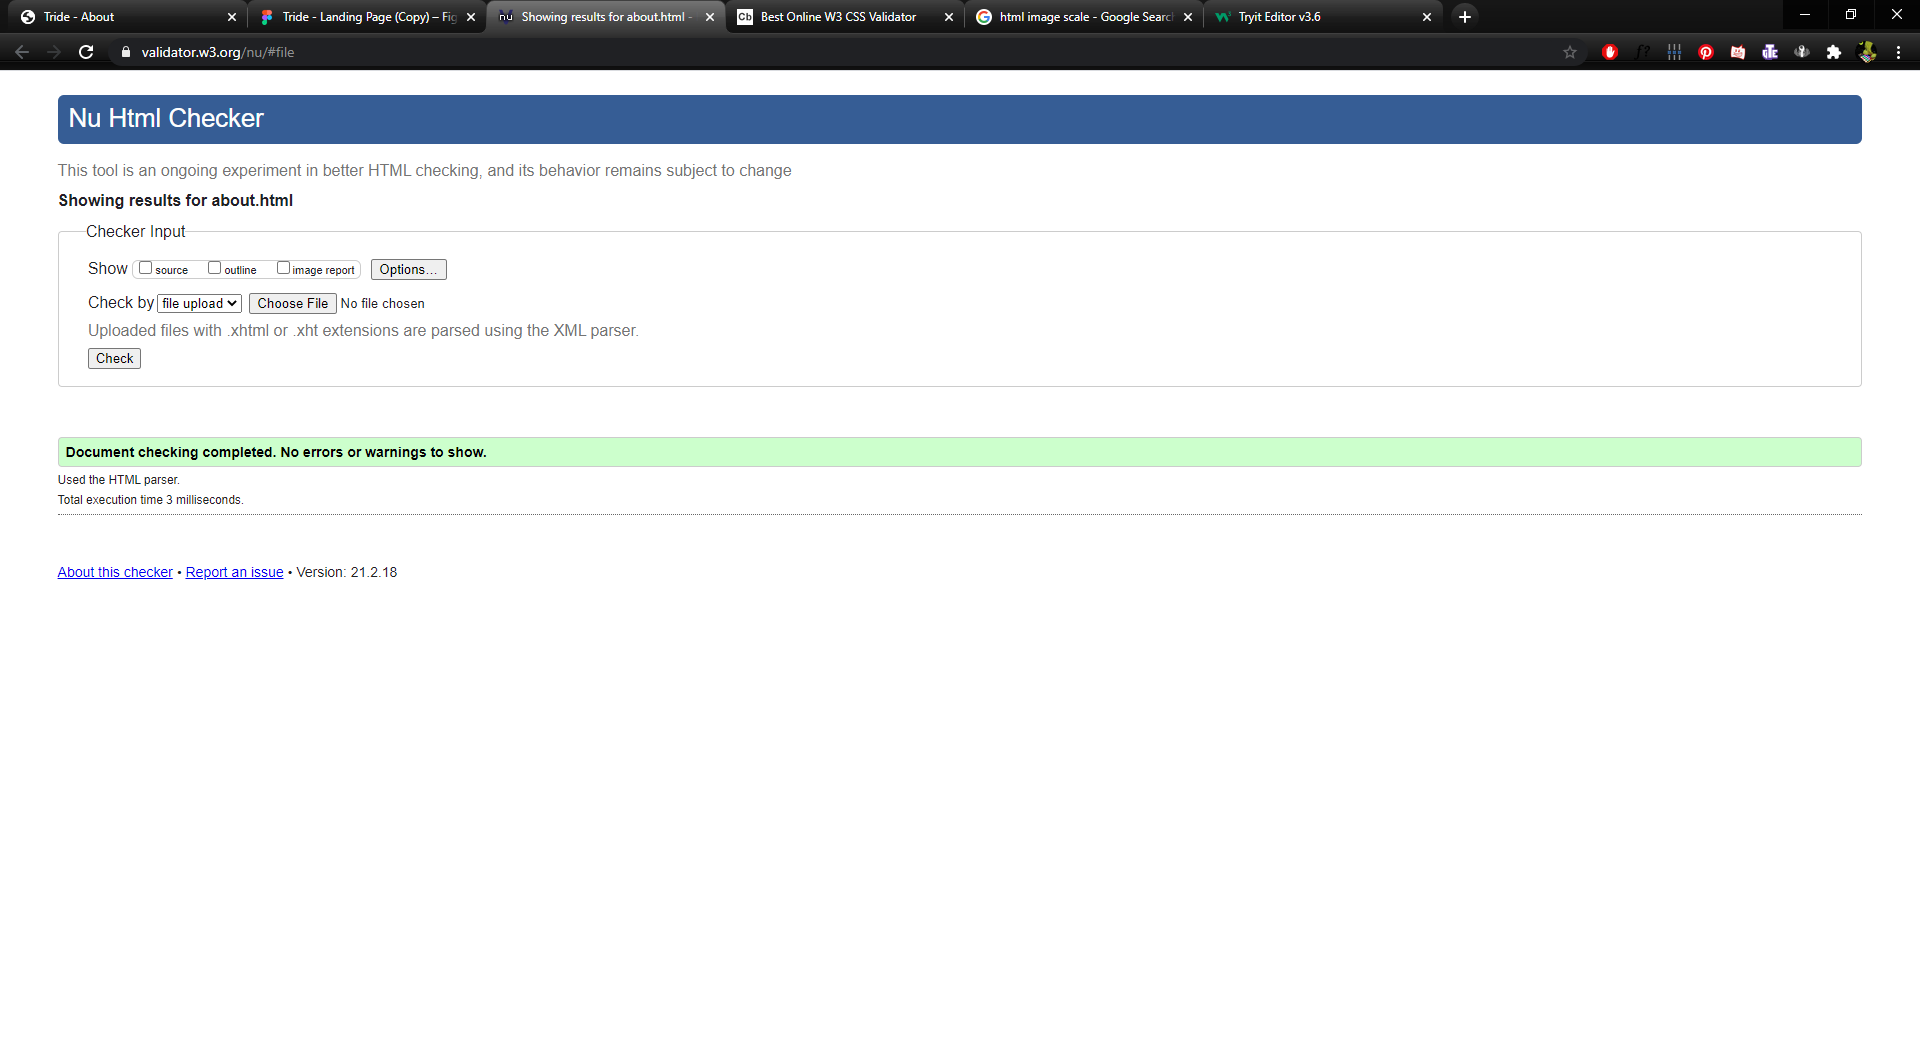 Tride - About
Tride - Landing Page (Copy) – Fig
Showing results for about.html -
Cb Best Online W3 CSS Validator
html image scale - Google Searc
Tryit Editor v3.6
validator.w3.org/nu/#file
Nu Html Checker
This tool is an ongoing experiment in better HTML checking, and its behavior remains subject to change
Showing results for about.html
Checker Input
Show source outline image report Options...
Check by file upload Choose File No file chosen
Uploaded files with .xhtml or .xht extensions are parsed using the XML parser.
Check
Document checking completed. No errors or warnings to show.
Used the HTML parser.
Total execution time 3 milliseconds.
About this checker • Report an issue • Version: 21.2.18